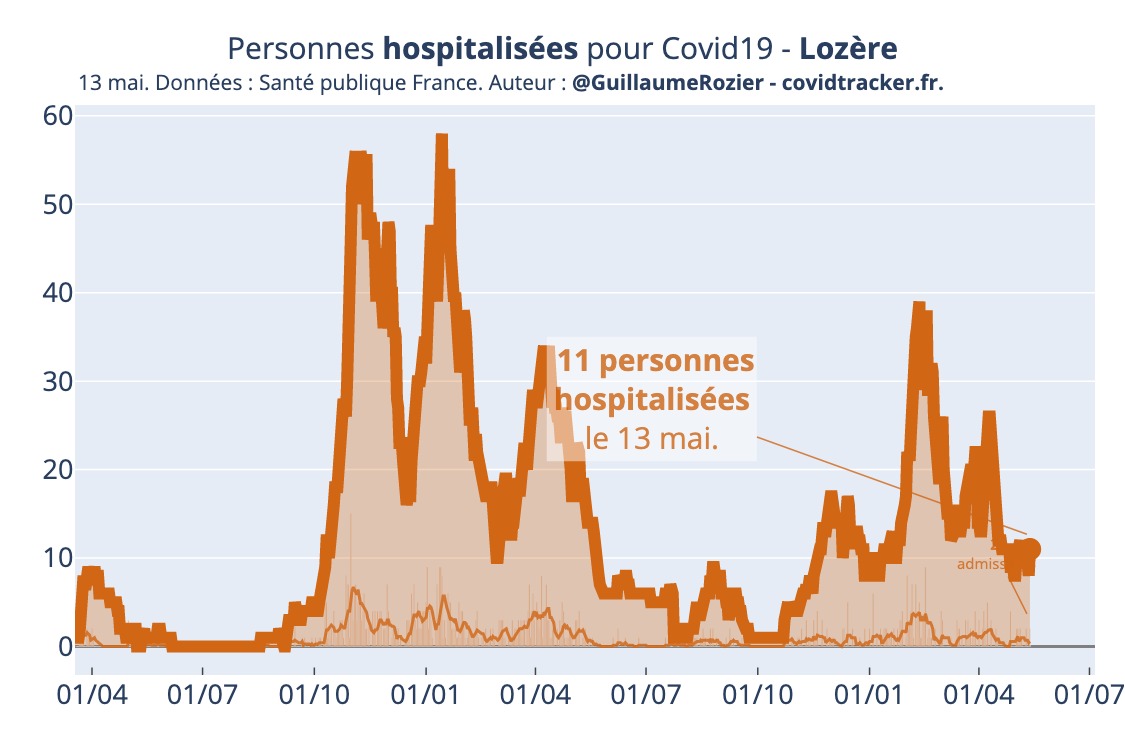 Personnes hospitalisées pour Covid19 - Lozère
13 mai. Données : Santé publique France. Auteur : @GuillaumeRozier - covidtracker.fr.
60
50
40
30
20
10
0
11 personnes
hospitalisées
le 13 mai.
01/04 01/07 01/10 01/01 01/04 01/07 01/10 01/01 01/04 01/07